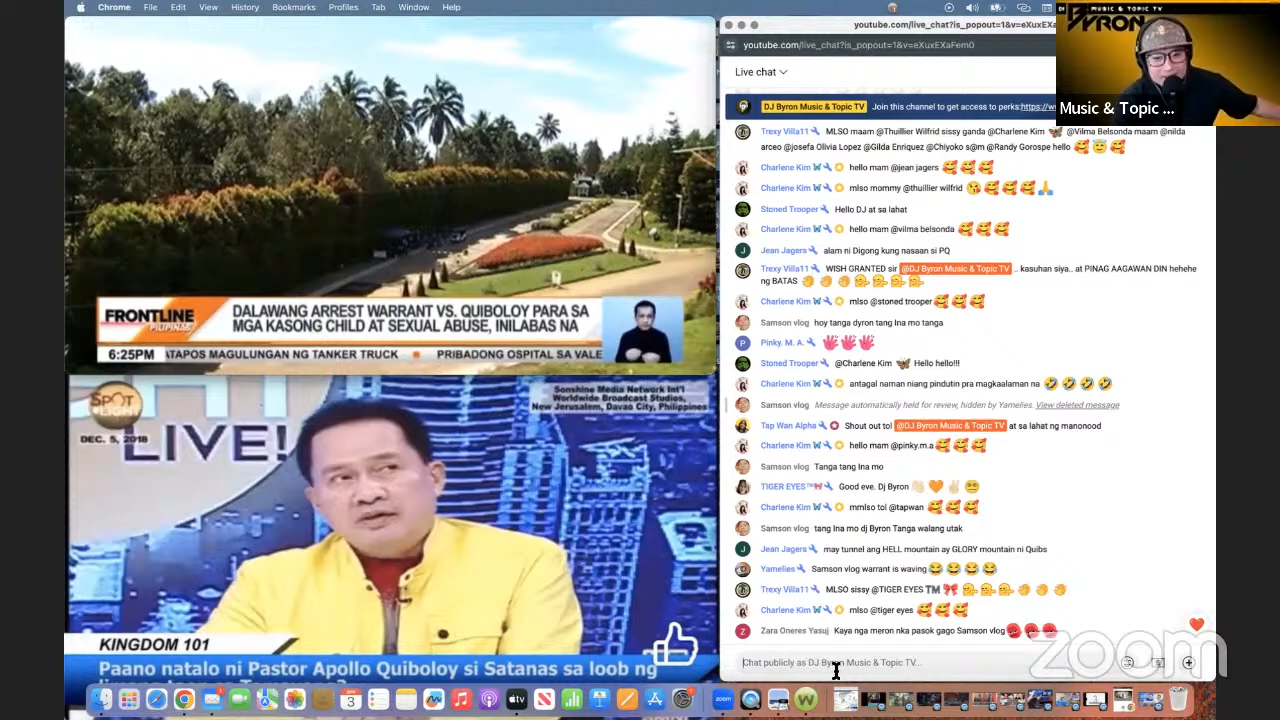 Chrome File Edit View History Bookmarks Profiles Tab Window Help
youtube.com/live_chat?is_popout=1&v=eXuxEXa
youtube.com/live_chat?is_popout=1&v=eXuxEXaFem0
Live chat
BYRON
Music & Topic ...
DJ Byron Music & Topic TV Join this channel to get access to perks:https://w
Trexy Villa11 MLSO maam @Thuillier Wilfrid sissy ganda @Charlene Kim 🦋 @Vilma Belsonda maam @nilda
arceo @josefa Olivia Lopez @Gilda Enriquez @Chiyoko s@m @Randy Gorospe hello 🥰 😇 🥰
Charlene Kim hello mam @jean jagers 🥰 🥰 🥰
Charlene Kim mlso mommy @thuillier wilfrid 😘 🥰 🥰 🥰 🙏
Stoned Trooper Hello DJ at sa lahat
Charlene Kim hello mam @vilma belsonda 🥰 🥰 🥰
Jean Jagers alam ni Digong kung nasaan si PQ
Trexy Villa11 WISH GRANTED sir @DJ Byron Music & Topic TV .. kasuhan siya.. at PINAG AAGAWAN DIN hehehe
ng BATAS
Charlene Kim mlso @stoned trooper 🥰 🥰 🥰
Samson vlog hoy tanga dyron tang Ina mo tanga
Pinky. M. A.
Stoned Trooper @Charlene Kim 🦋 Hello hello!!!
Charlene Kim antagal naman niang pindutin pra magkaalaman na 🤣 🤣 🤣 🤣
Samson vlog Message automatically held for review, hidden by Yamelies. View deleted message
Tap Wan Alpha Shout out tol @DJ Byron Music & Topic TV at sa lahat ng manonood
Charlene Kim hello mam @pinky.m.a 🥰 🥰 🥰
Samson vlog Tanga tang Ina mo
TIGER EYES™🎀 Good eve. Dj Byron
Charlene Kim mmlso tol @tapwan 🥰 🥰 🥰
Samson vlog tang Ina mo dj Byron Tanga walang utak
Jean Jagers may tunnel ang HELL mountain ay GLORY mountain ni Quibs
Yamelies Samson vlog warrant is waving 😂 😂 😂 😂
Trexy Villa11 MLSO sissy @TIGER EYES ™ 🎀
Charlene Kim mlso @tiger eyes 🥰 🥰 🥰
Zara Oneres Yasuj Kaya nga meron nka pasok gago Samson vlog 😡 😡 😡
Chat publicly as DJ Byron Music & Topic TV...
zoom
FRONTLINE
PILIPINAS
DALAWANG ARREST WARRANT VS. QUIBOLOY PARA SA
MGA KASONG CHILD AT SEXUAL ABUSE, INILABAS NA
6:25PM ATAPOS MAGULUNGAN NG TANKER TRUCK PRIBADONG OSPITAL SA VALE
SPOT
LIGHT
DEC. 5, 2018
LIVE!
Sonshine Media Network Int'l
Worldwide Broadcast Studios,
New Jerusalem, Davao City, Philippines
KINGDOM 101
Paano natalo ni Pastor Apollo Quiboloy si Satanas sa loob ng